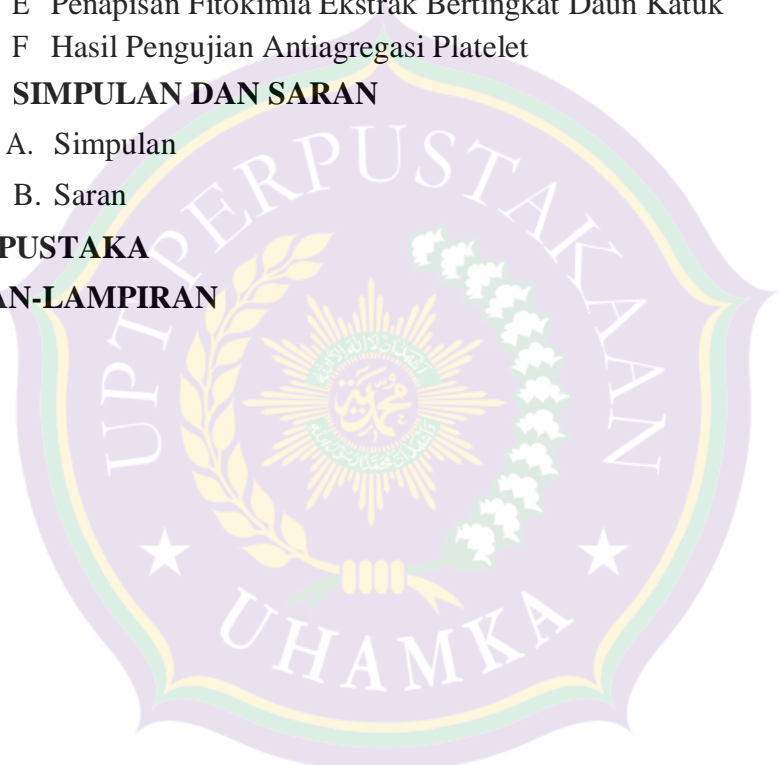 E Penapisan Fitokimia Ekstrak Bertingkat Daun Katuk
F Hasil Pengujian Antiagregasi Platelet
SIMPULAN DAN SARAN
A. Simpulan
B. Saran
PUSTAKA
AN-LAMPIRAN
UPT PERPUSTAKAAN
UHAMKA